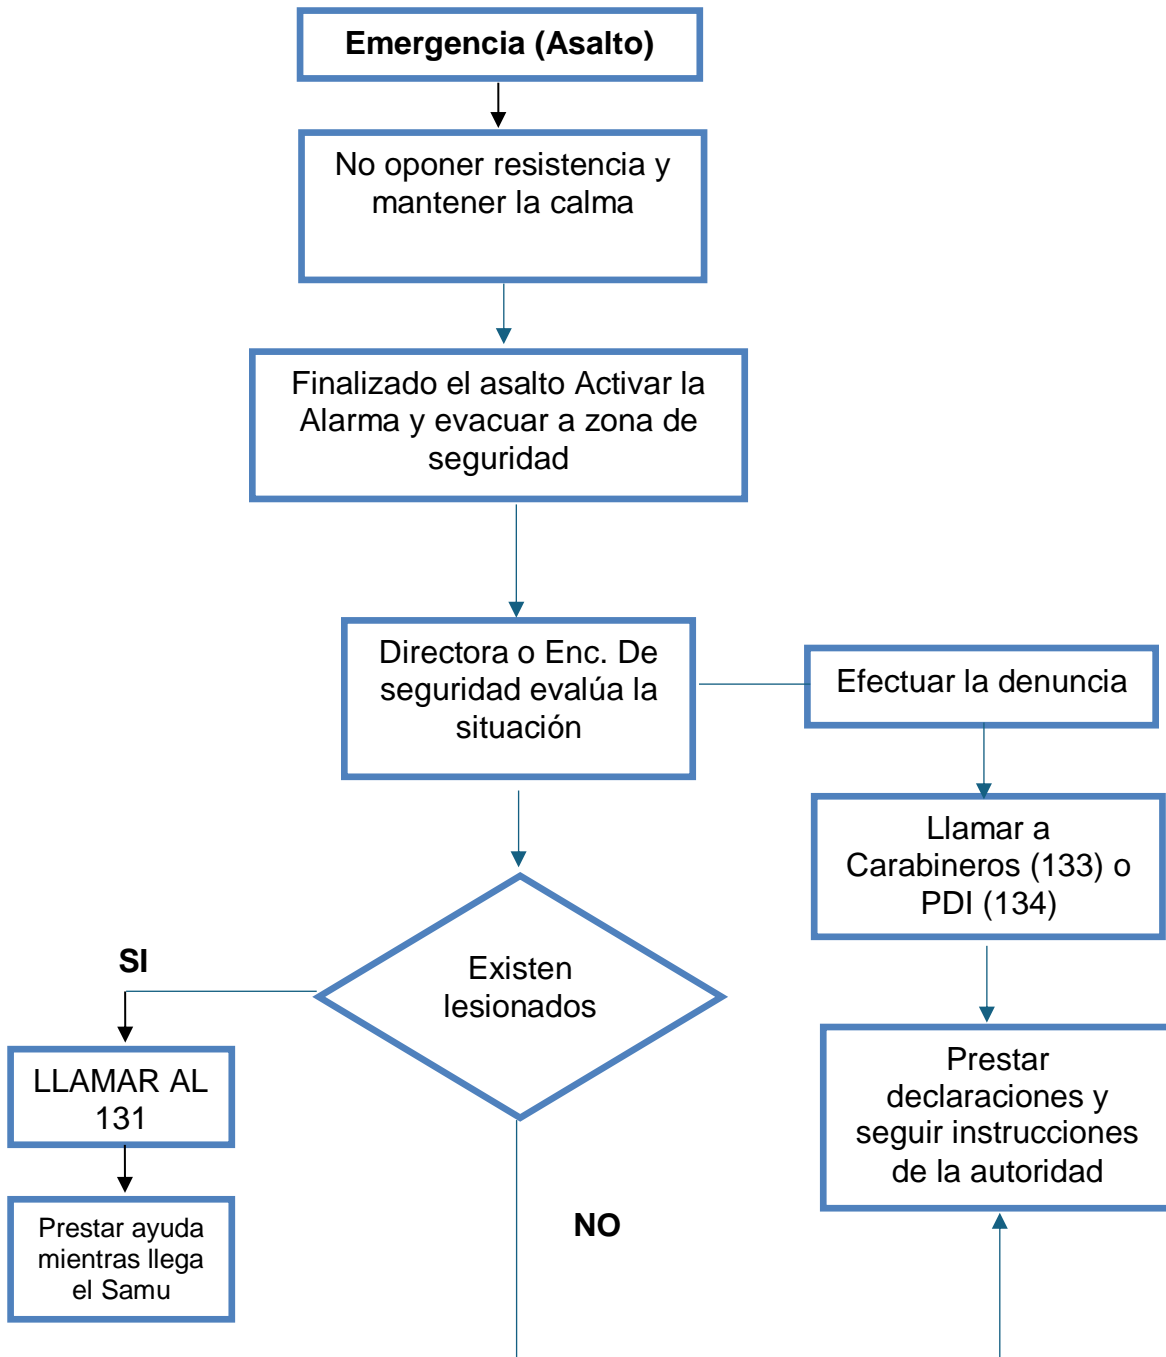 Emergencia (Asalto)
No oponer resistencia y
mantener la calma
Finalizado el asalto Activar la
Alarma y evacuar a zona de
seguridad
Directora o Enc. De
seguridad evalúa la
situación
Efectuar la denuncia
Llamar a
Carabineros (133) o
PDI (134)
Existen
lesionados
SI
LLAMAR AL
131
Prestar ayuda
mientras llega
el Samu
NO
Prestar
declaraciones y
seguir instrucciones
de la autoridad